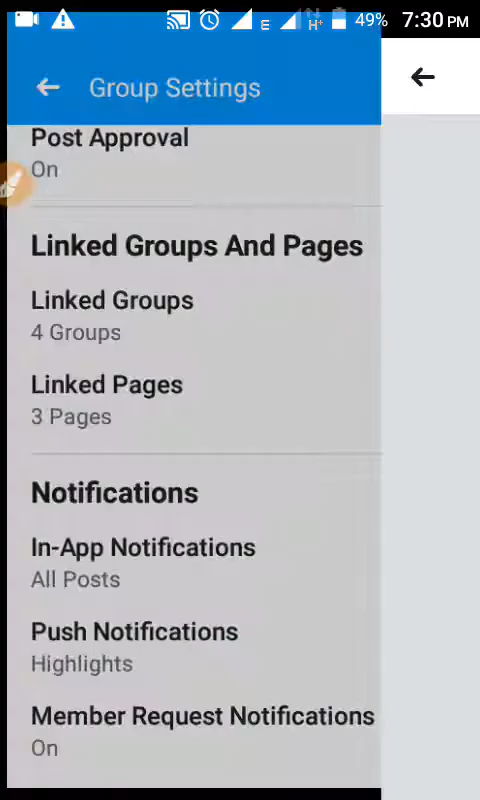 E H+ 49% 7:30 PM
Group Settings
Post Approval
On
Linked Groups And Pages
Linked Groups
4 Groups
Linked Pages
3 Pages
Notifications
In-App Notifications
All Posts
Push Notifications
Highlights
Member Request Notifications
On